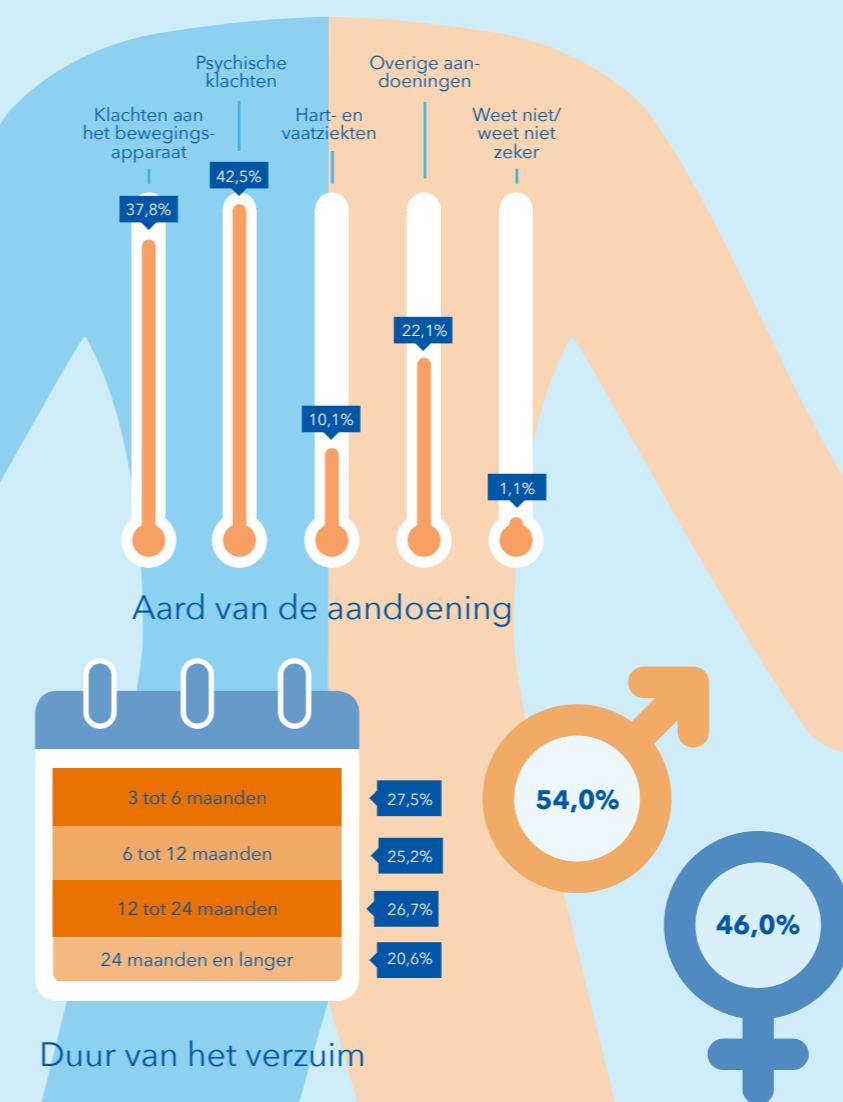 Psychische
klachten
Overige aan-
doeningen
Klachten aan
het bewegings-
apparaat
Hart- en
vaatziekten
Weet niet/
weet niet
zeker
37,8%
42,5%
10,1%
22,1%
1,1%
Aard van de aandoening
3 tot 6 maanden
27,5%
6 tot 12 maanden
25,2%
12 tot 24 maanden
26,7%
24 maanden en langer
20,6%
Duur van het verzuim
54,0%
46,0%